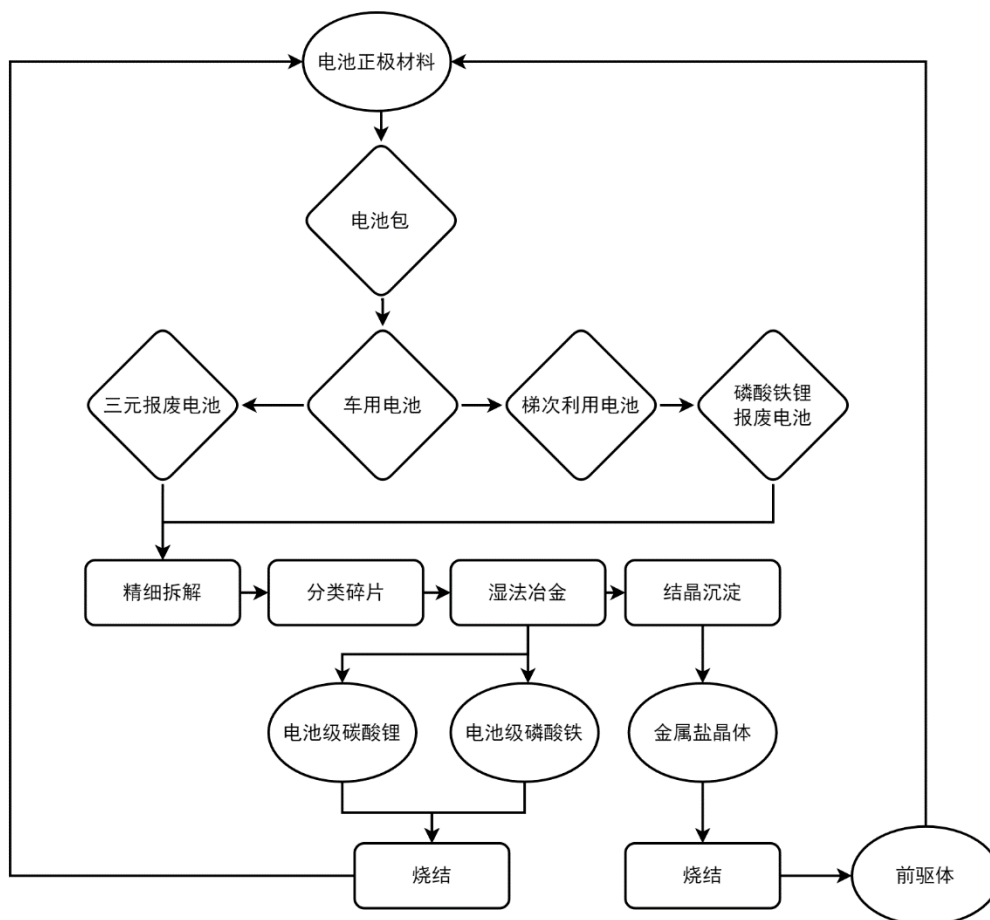 电池正极材料
电池包
三元报废电池
车用电池
梯次利用电池
磷酸铁锂
报废电池
精细拆解
分类碎片
湿法冶金
结晶沉淀
电池级碳酸锂
电池级磷酸铁
金属盐晶体
烧结
烧结
前驱体